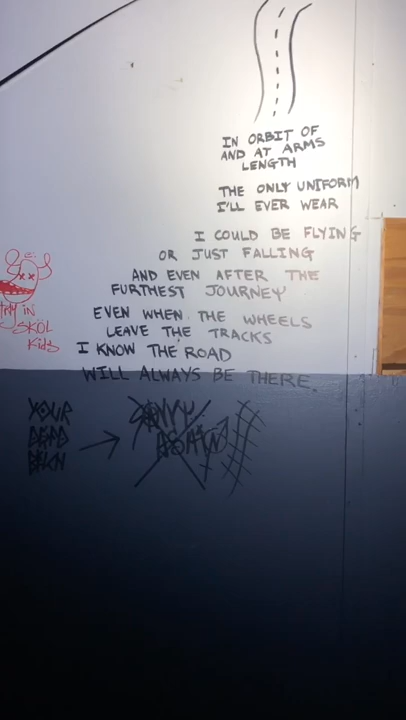 IN ORBIT OF
AND AT ARMS
LENGTH
THE ONLY UNIFORM
I'LL EVER WEAR
I COULD BE FLYING
OR JUST FALLING
AND EVEN AFTER THE
FURTHEST JOURNEY
EVEN WHEN THE WHEELS
LEAVE THE TRACKS
I KNOW THE ROAD
WILL ALWAYS BE THERE.
IN
SKOL
Kids
YOUR
DEAD